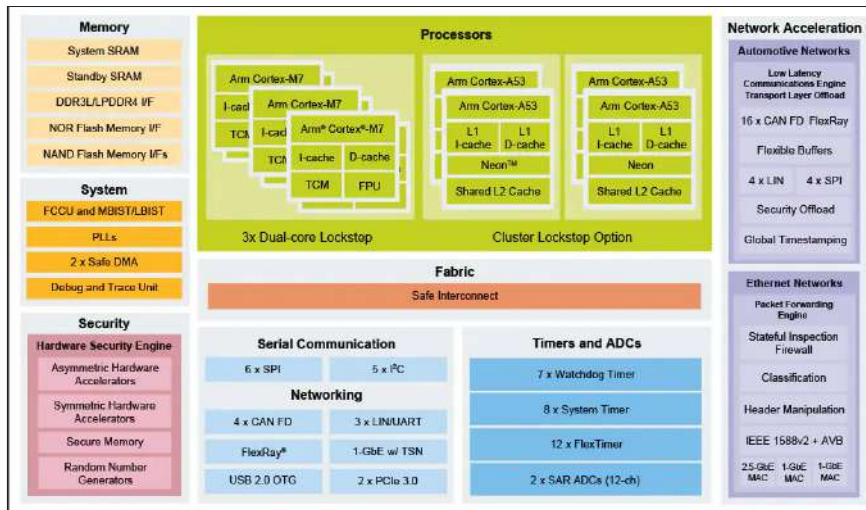 Memory
System SRAM
Standby SRAM
DDR3L/LPDDR4 I/F
NOR Flash Memory I/F
NAND Flash Memory I/Fs
System
FCCU and MBIST/LBIST
PLLs
2 x Safe DMA
Debug and Trace Unit
Security
Hardware Security Engine
Asymmetric Hardware
Accelerators
Symmetric Hardware
Accelerators
Secure Memory
Random Number
Generators
Processors
Arm Cortex-M7
I-cache
TCM
Arm Cortex-M7
I-cache
TCM
Arm® Cortex®-M7
I-cache D-cache
TCM FPU
3x Dual-core Lockstep
Arm Cortex-A53
Arm Cortex-A53
L1 I-cache
L1 D-cache
Neon™
Shared L2 Cache
Arm Cortex-A53
Arm Cortex-A53
L1 I-cache
L1 D-cache
Neon
Shared L2 Cache
Cluster Lockstep Option
Fabric
Safe Interconnect
Serial Communication
6 x SPI 5 x I²C
Networking
4 x CAN FD 3 x LIN/UART
FlexRay® 1-GbE w/ TSN
USB 2.0 OTG 2 x PCIe 3.0
Timers and ADCs
7 x Watchdog Timer
8 x System Timer
12 x FlexTimer
2 x SAR ADCs (12-ch)
Network Acceleration
Automotive Networks
Low Latency
Communications Engine
Transport Layer Offload
16 x CAN FD FlexRay
Flexible Buffers
4 x LIN 4 x SPI
Security Offload
Global Timestamping
Ethernet Networks
Packet Forwarding
Engine
Stateful Inspection
Firewall
Classification
Header Manipulation
IEEE 1588v2 + AVB
2.5-GbE MAC
1-GbE MAC
1-GbE MAC